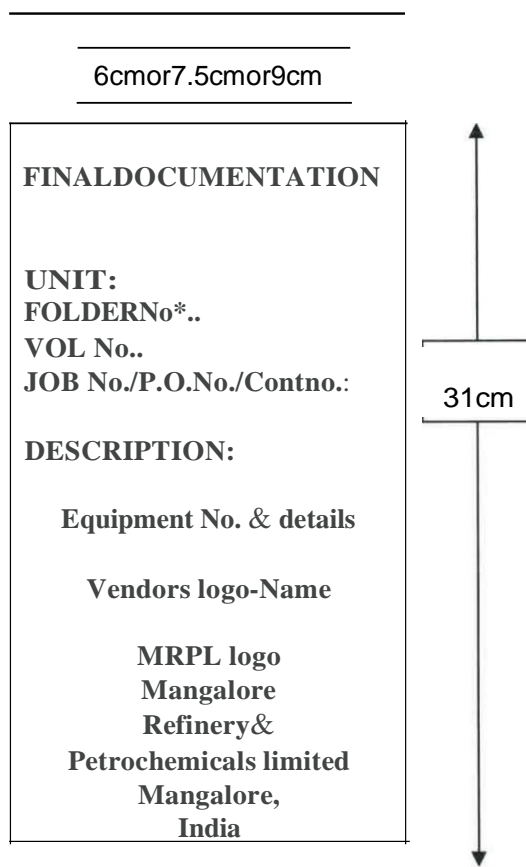 6cmor7.5cmor9cm
FINALDOCUMENTATION
UNIT:
FOLDERNo*..
VOL No..
JOB No./P.O.No./Contno.:
31cm
DESCRIPTION:
Equipment No. & details
Vendors logo-Name
MRPL logo
Mangalore
Refinery&
Petrochemicals limited
Mangalore,
India